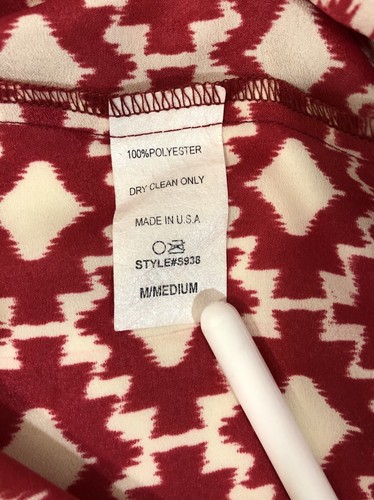 100%POLYESTER
DRY CLEAN ONLY
MADE IN U.S.A
STYLE#S938
M/MEDIUM